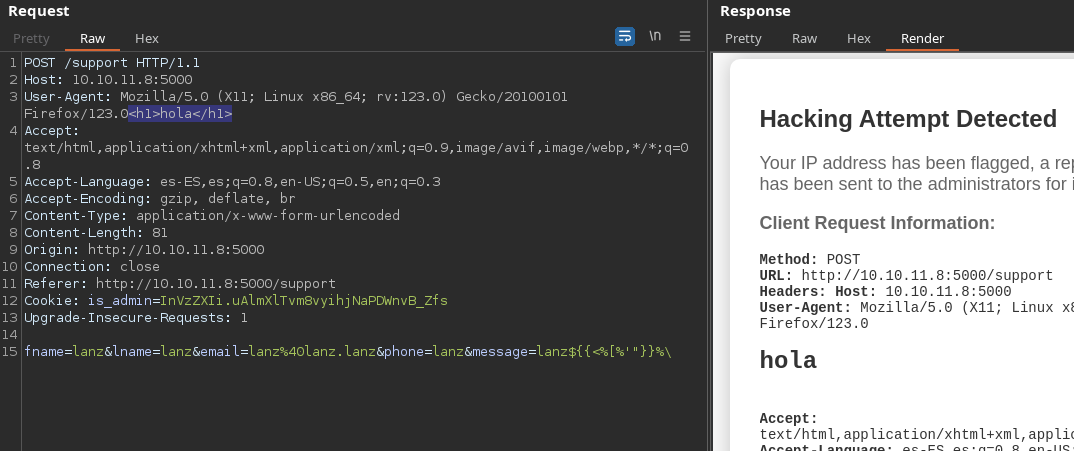 Request
Pretty Raw Hex
\n
1 POST /support HTTP/1.1
2 Host: 10.10.11.8:5000
3 User-Agent: Mozilla/5.0 (X11; Linux x86_64; rv:123.0) Gecko/20100101
Firefox/123.0<h1>hola</h1>
4 Accept:
text/html,application/xhtml+xml,application/xml;q=0.9,image/avif,image/webp,*/*;q=0
.8
5 Accept-Language: es-ES,es;q=0.8,en-US;q=0.5,en;q=0.3
6 Accept-Encoding: gzip, deflate, br
7 Content-Type: application/x-www-form-urlencoded
8 Content-Length: 81
9 Origin: http://10.10.11.8:5000
10 Connection: close
11 Referer: http://10.10.11.8:5000/support
12 Cookie: is_admin=InVzZXIi.uAlmXlTvm8vyihjNaPDWnvB_Zfs
13 Upgrade-Insecure-Requests: 1
14
15 fname=lanz&lname=lanz&email=lanz%40lanz.lanz&phone=lanz&message=lanz${{<%[%'"}}%\
Response
Pretty Raw Hex Render
Hacking Attempt Detected
Your IP address has been flagged, a rep
has been sent to the administrators for i
Client Request Information:
Method: POST
URL: http://10.10.11.8:5000/support
Headers: Host: 10.10.11.8:5000
User-Agent: Mozilla/5.0 (X11; Linux x8
Firefox/123.0
hola
Accept:
text/html,application/xhtml+xml,applic
Accept-Language: es-ES,es;q=0.8,en-US;